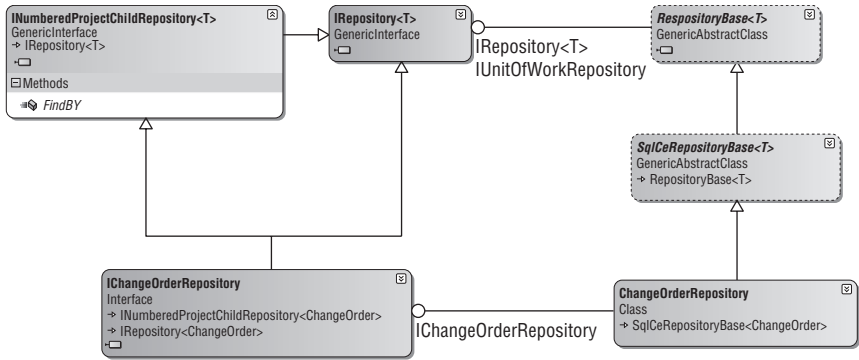 INumberedProjectChildRepository<T>
GenericInterface
IRepository<T>
Methods
FindBY
IRepository<T>
GenericInterface
IRepository<T>
IUnitOfWorkRepository
RespositoryBase<T>
GenericAbstractClass
SqlCeRepositoryBase<T>
GenericAbstractClass
RepositoryBase<T>
IChangeOrderRepository
Interface
INumberedProjectChildRepository<ChangeOrder>
IRepository<ChangeOrder>
IChangeOrderRepository
ChangeOrderRepository
Class
SqlCeRepositoryBase<ChangeOrder>